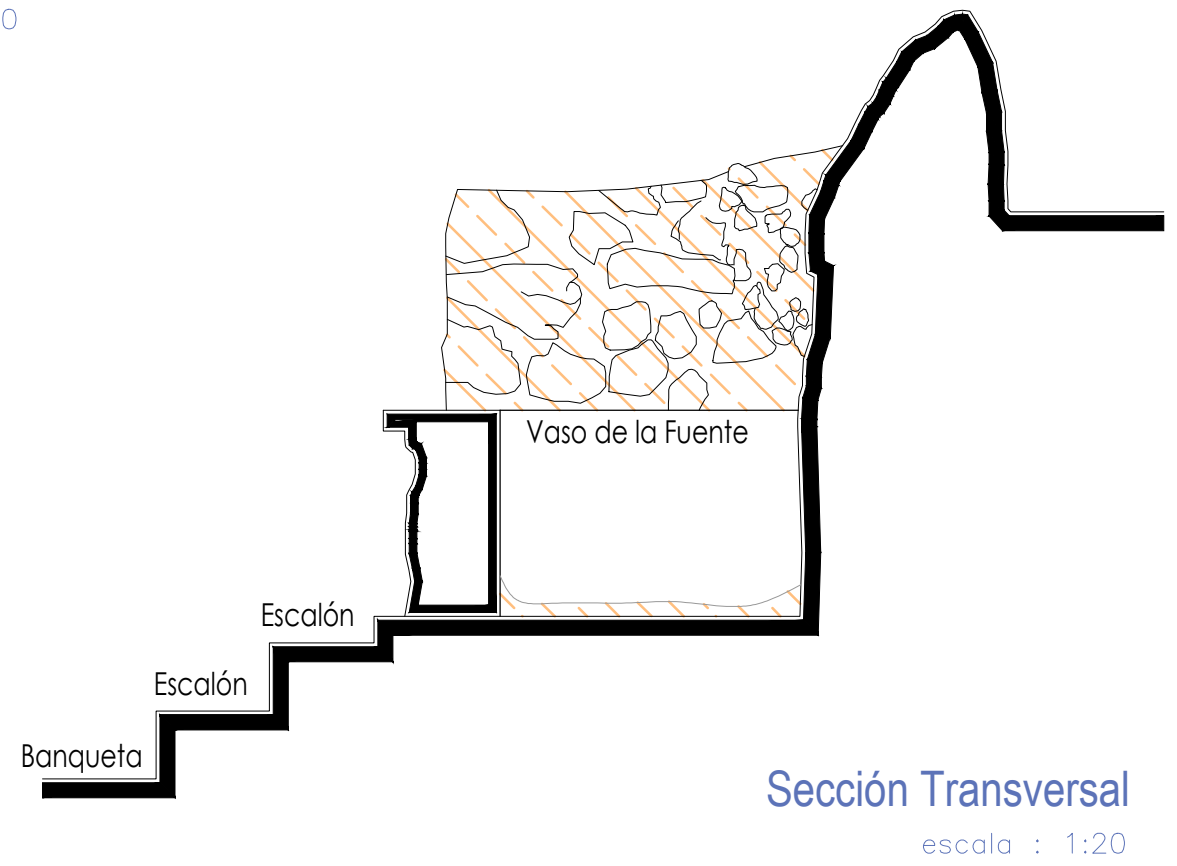 0
Vaso de la Fuente
Escalón
Escalón
Banqueta
Sección Transversal
escala : 1:20